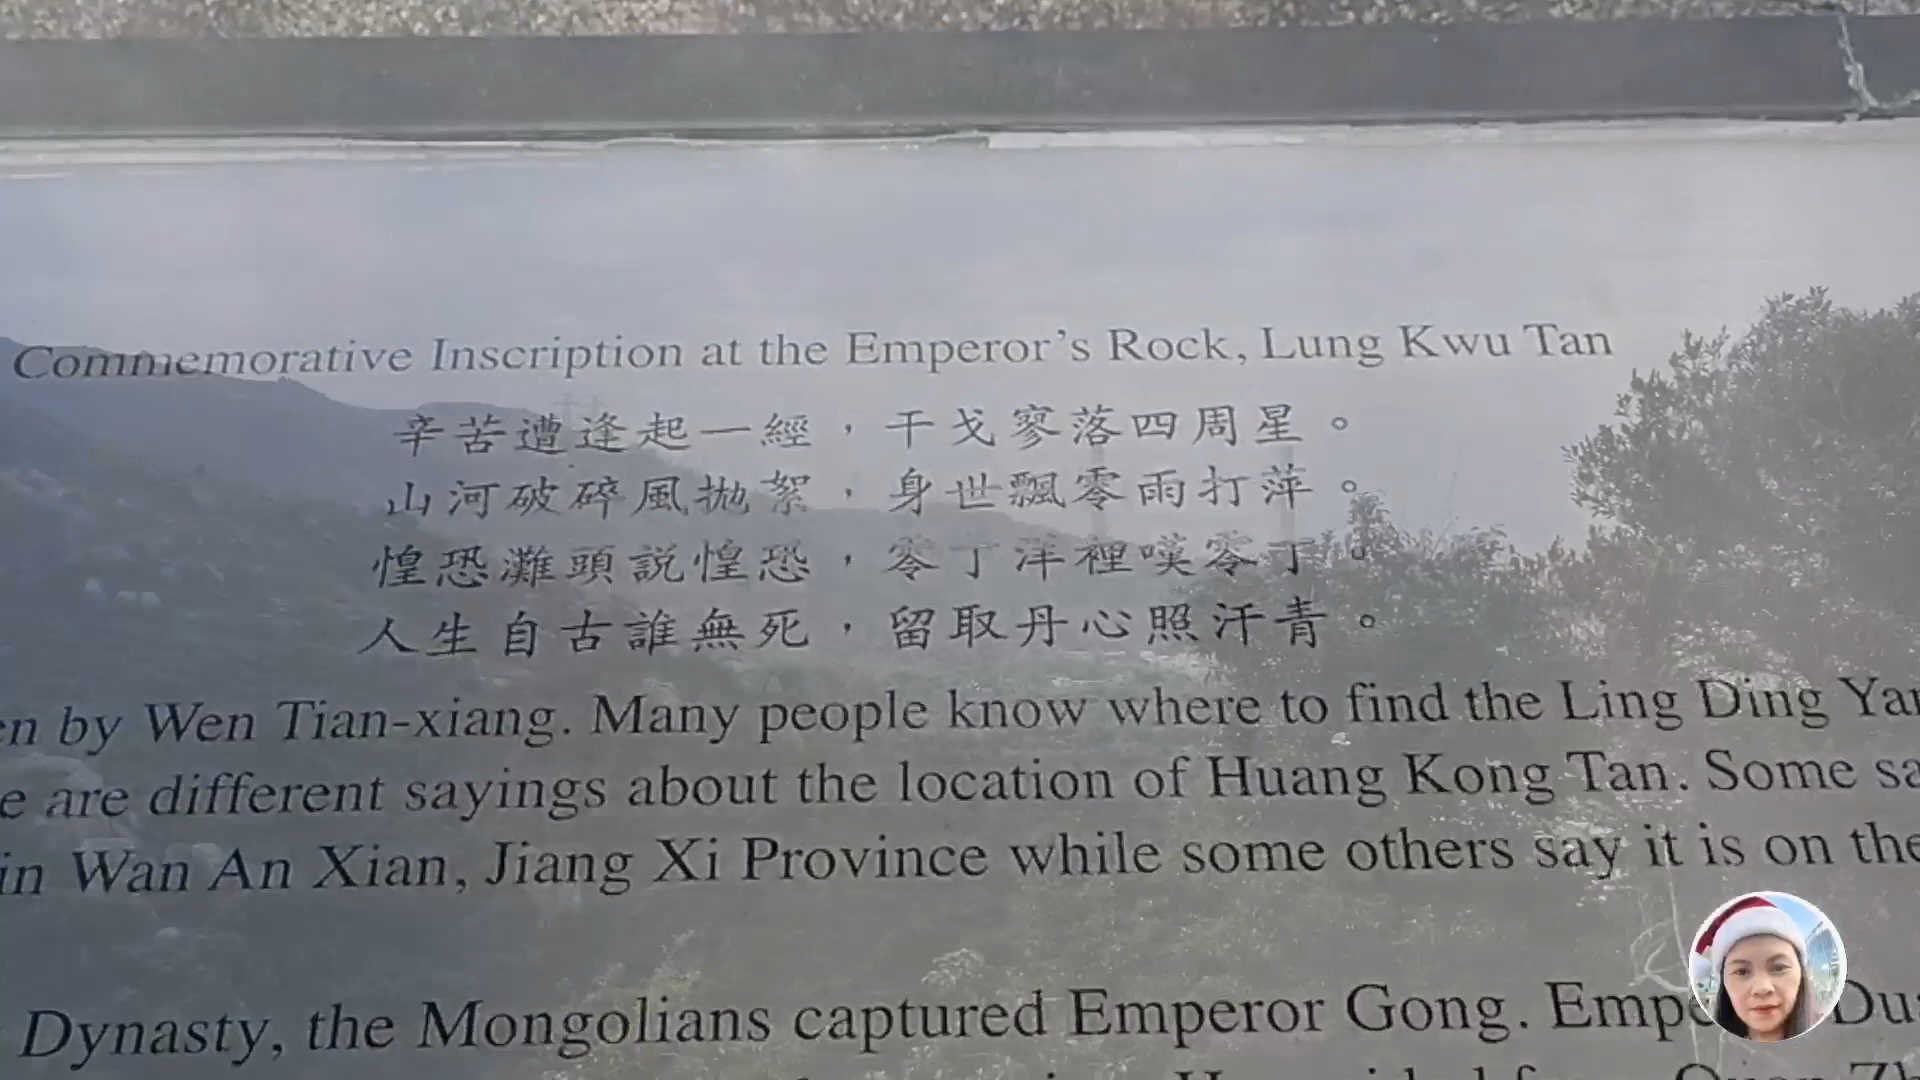 Commemorative Inscription at the Emperor's Rock, Lung Kwu Tan
辛苦遭逢起一經，干戈寥落四周星。
山河破碎風拋絮，身世飄零雨打萍。
惶恐灘頭說惶恐，零丁洋裡嘆零丁。
人生自古誰無死，留取丹心照汗青。
en by Wen Tian-xiang. Many people know where to find the Ling Ding Yan
e are different sayings about the location of Huang Kong Tan. Some sa
in Wan An Xian, Jiang Xi Province while some others say it is on the
Dynasty, the Mongolians captured Emperor Gong.